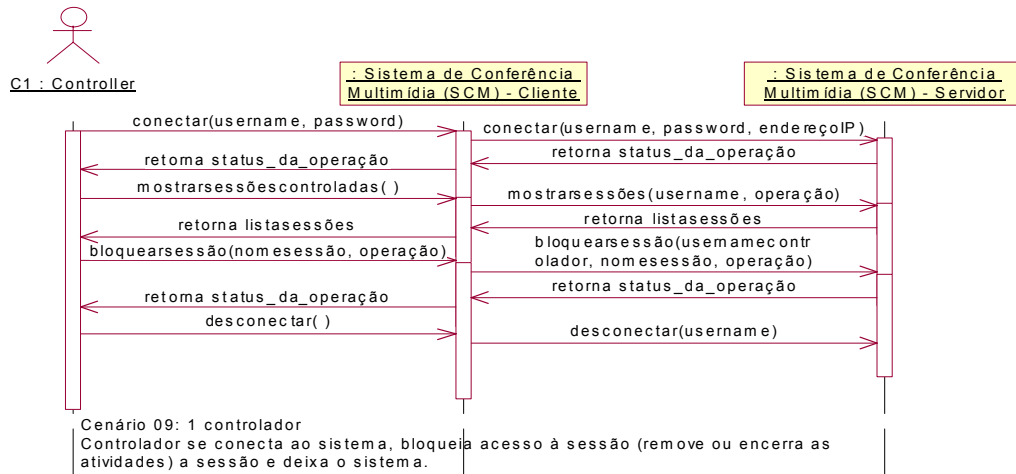 C1 : Controller
: Sistema de Conferência
Multimídia (SCM) - Cliente
: Sistema de Conferência
Multimídia (SCM) - Servidor
conectar(username, password)
conectar(username, password, endereçoIP)
retorna status_da_operação
retorna status_da_operação
mostrarsessõescontroladas( )
mostrarsessões(username, operação)
retorna listasessões
retorna listasessões
bloquearsessão(nomesessão, operação)
bloquearsessão(usernamecontr
olador, nomesessão, operação)
retorna status_da_operação
retorna status_da_operação
desconectar( )
desconectar(username)
Cenário 09: 1 controlador
Controlador se conecta ao sistema, bloqueia acesso à sessão (remove ou encerra as
atividades) a sessão e deixa o sistema.